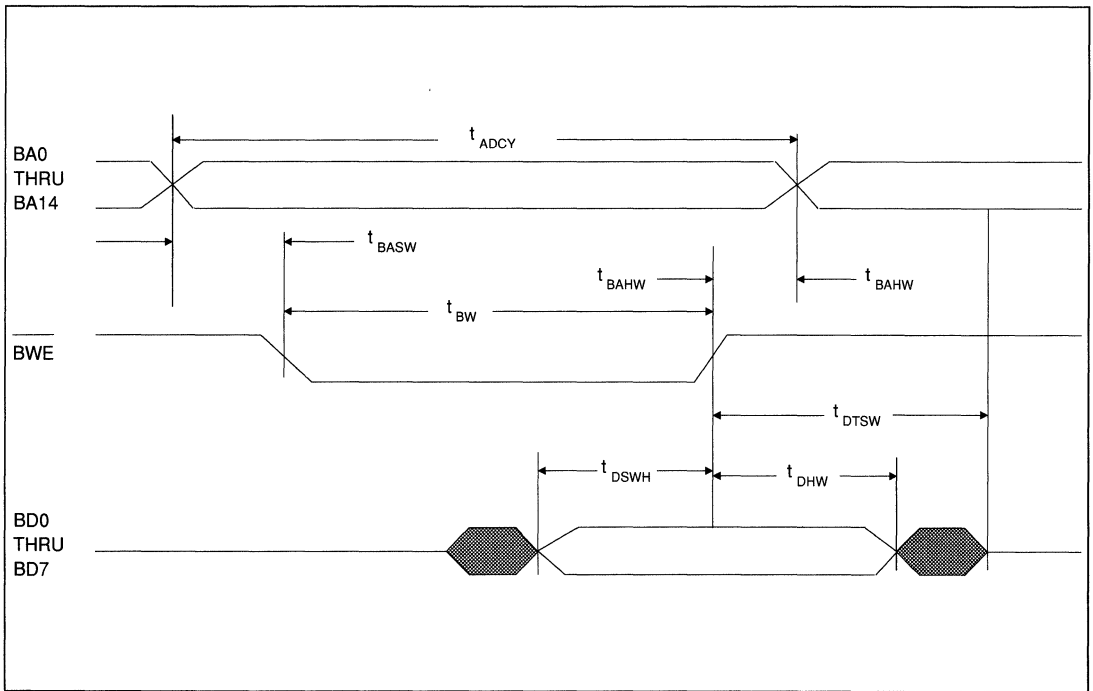 t ADCY
BA0
THRU
BA14
t BASW
t BAHW
t BAHW
t BW
BWE
t DTSW
t DSWH
t DHW
BD0
THRU
BD7